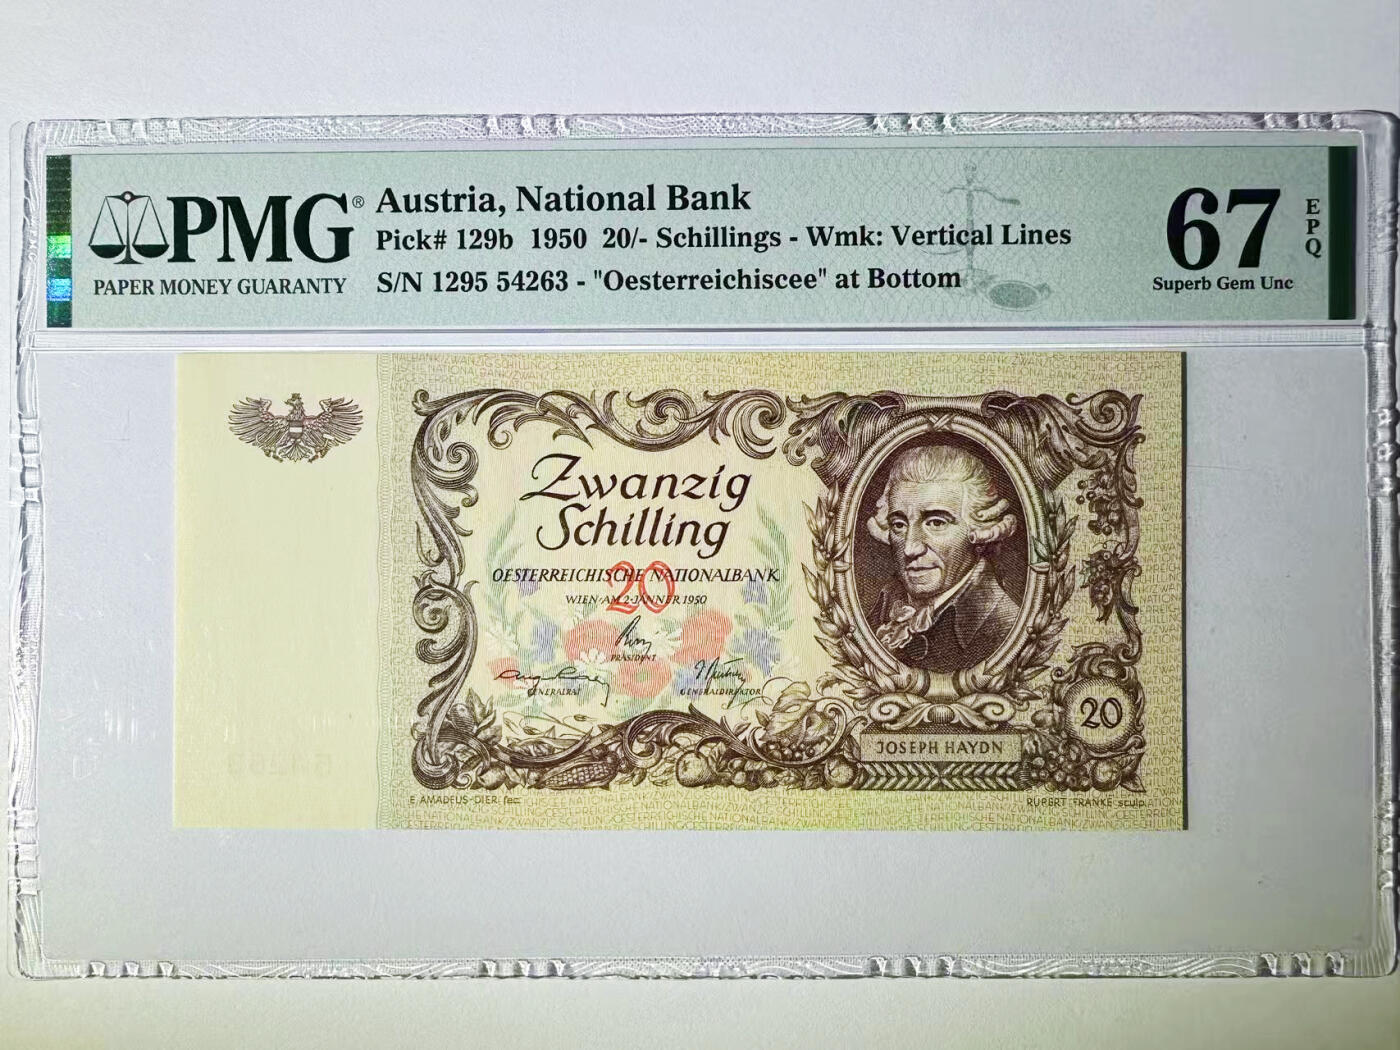 PMG®
PAPER MONEY GUARANTY
Austria, National Bank
Pick# 129b 1950 20/- Schillings - Wmk: Vertical Lines
S/N 1295 54263 - "Oesterreichiscee" at Bottom
67
EPQ
Superb Gem Unc
Zwanzig
Schilling
20
OESTERREICHISCHE NATIONALBANK
WIEN·AM 2·JÄNNER 1950
PRÄSIDENT
GENERALRAT
GENERALDIREKTOR
20
JOSEPH HAYDN
E. AMADEUS-DIER fec.
RUPERT FRANKE sculp.